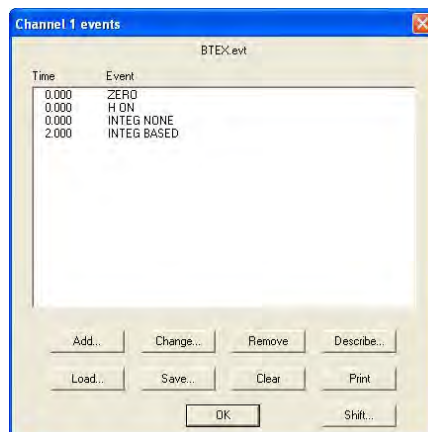 Channel 1 events
BTEX.evt
Time Event
0.000 ZERO
0.000 H ON
0.000 INTEG NONE
2.000 INTEG BASED
Add... Change... Remove Describe...
Load... Save... Clear Print
OK Shift...